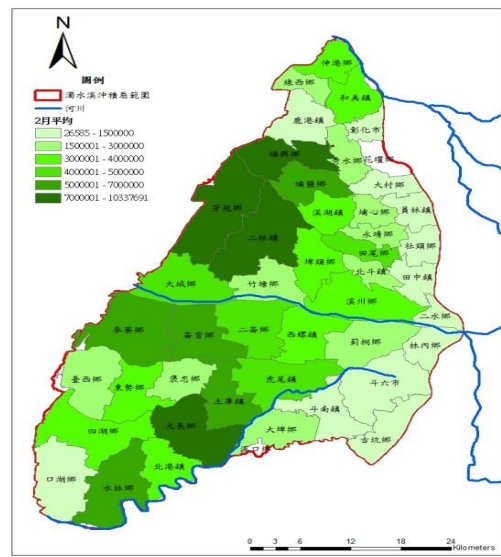 N
圖例
濁水溪沖積扇範圍
河川
2月平均
26585 - 1500000
1500001 - 3000000
3000001 - 4000000
4000001 - 5000000
5000001 - 7000000
7000001 - 10337691
伸港鄉
線西鄉
和美鎮
鹿港鎮
彰化市
福興鄉
秀水鄉
花壇鄉
埔鹽鄉
大村鄉
芳苑鄉
溪湖鎮
埔心鄉
員林鎮
永靖鄉
社頭鄉
二林鎮
埤頭鄉
田尾鄉
北斗鎮
田中鎮
大城鄉
竹塘鄉
溪州鄉
二水鄉
麥寮鄉
崙背鄉
二崙鄉
西螺鎮
莿桐鄉
林內鄉
臺西鄉
東勢鄉
褒忠鄉
虎尾鎮
斗六市
土庫鎮
斗南鎮
四湖鄉
元長鄉
大埤鄉
古坑鄉
北港鎮
口湖鄉
水林鄉
0 3 6 12 18 24
Kilometers